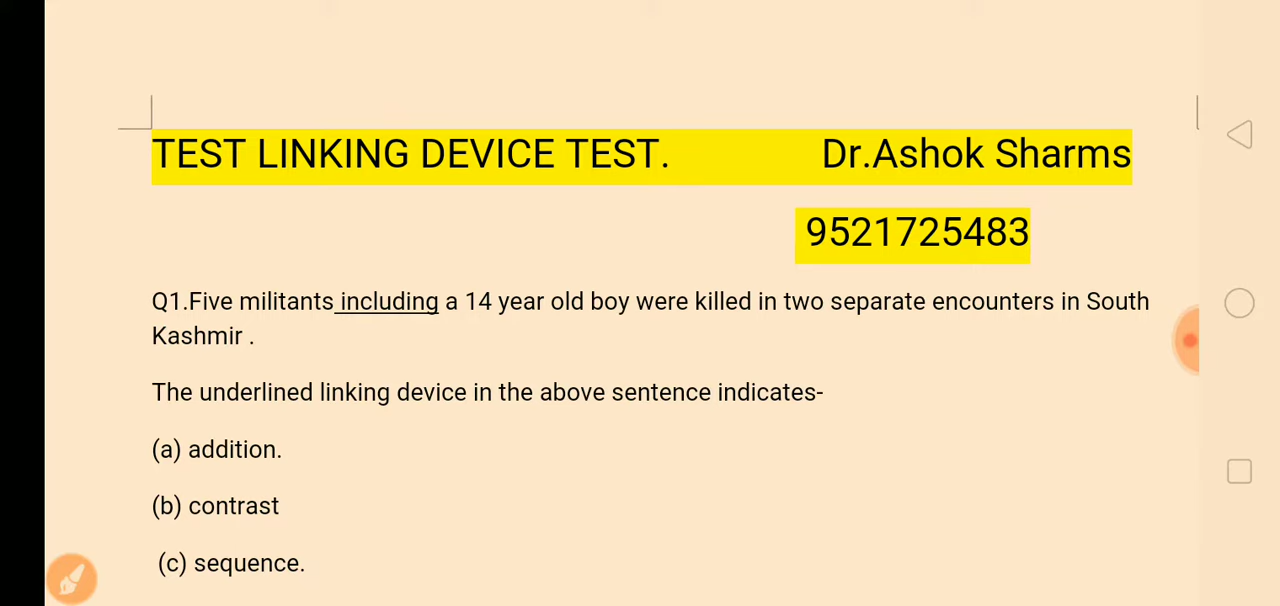 TEST LINKING DEVICE TEST. Dr.Ashok Sharms
9521725483
Q1.Five militants including a 14 year old boy were killed in two separate encounters in South
Kashmir .
The underlined linking device in the above sentence indicates-
(a) addition.
(b) contrast
(c) sequence.